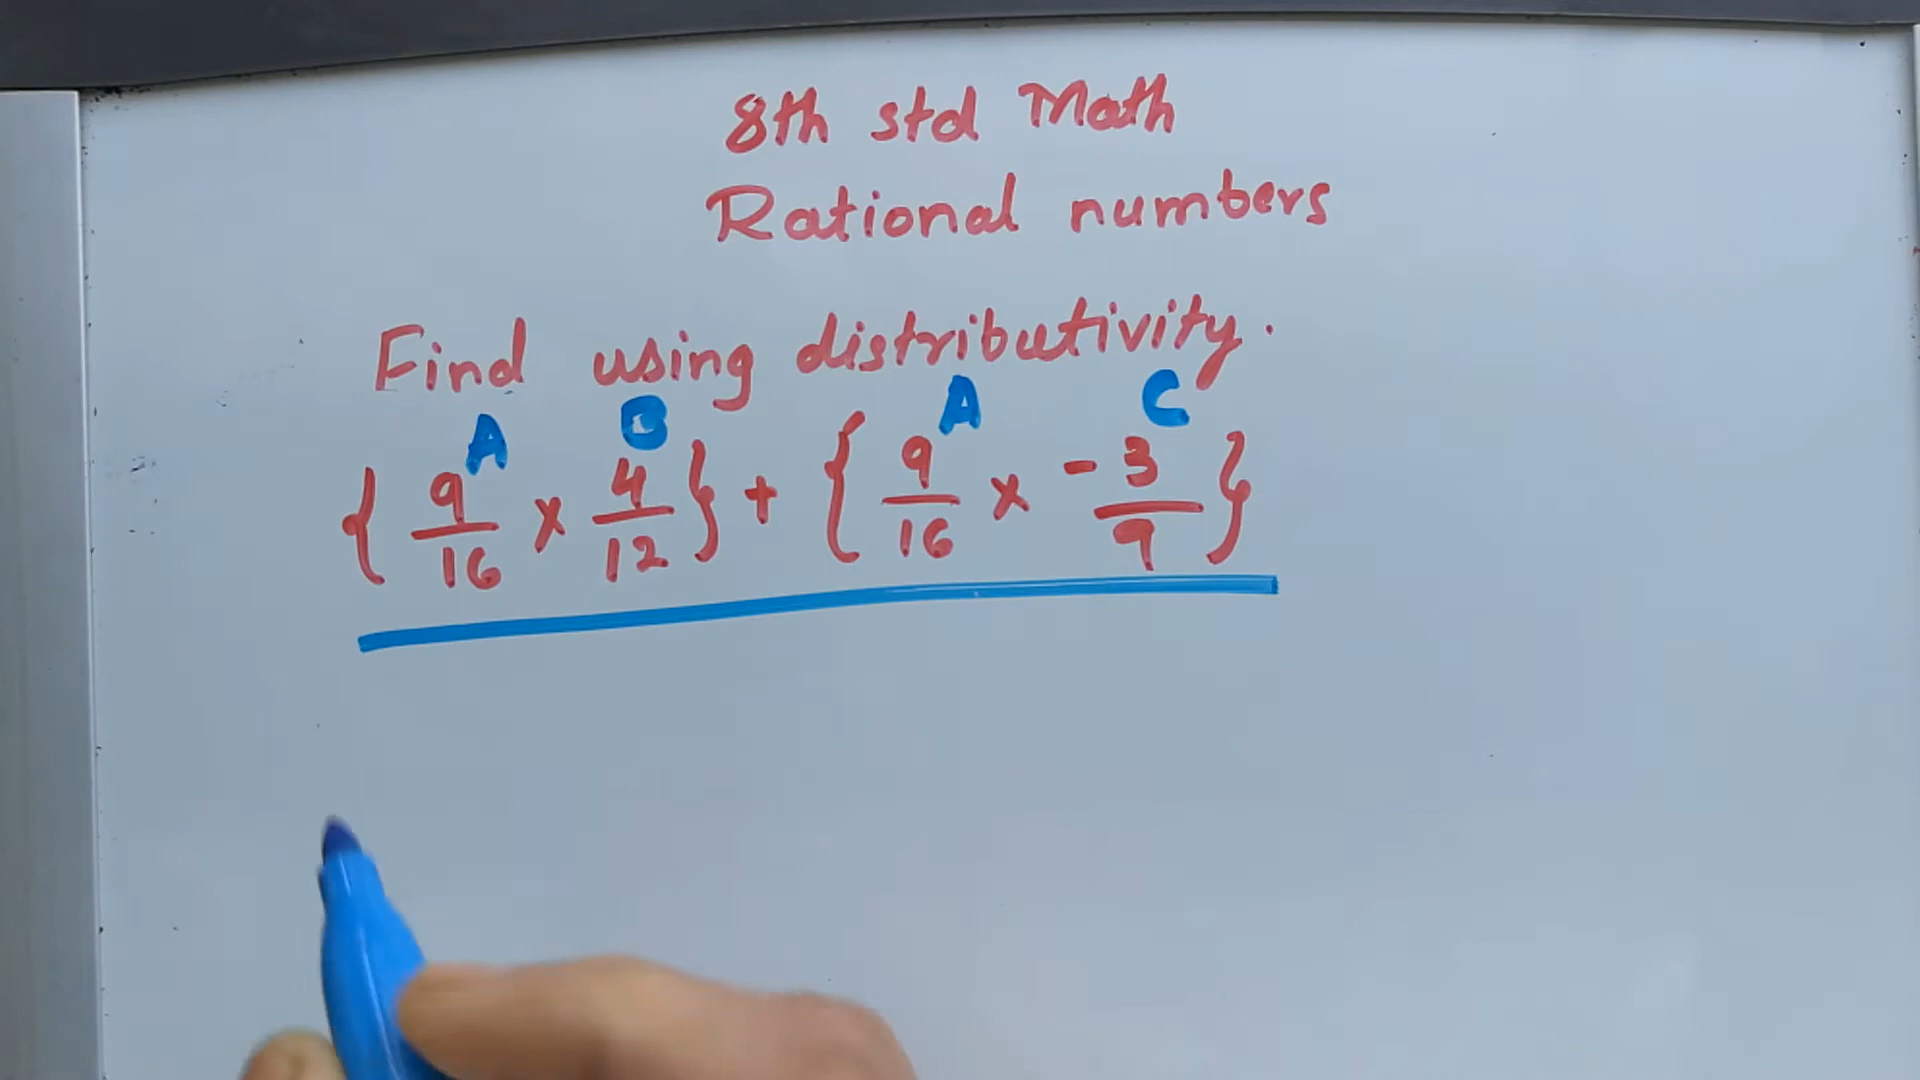 8th std Math
Rational numbers
Find using distributivity.
A B A C
{ 9/16 x 4/12 } + { 9/16 x -3/9 }